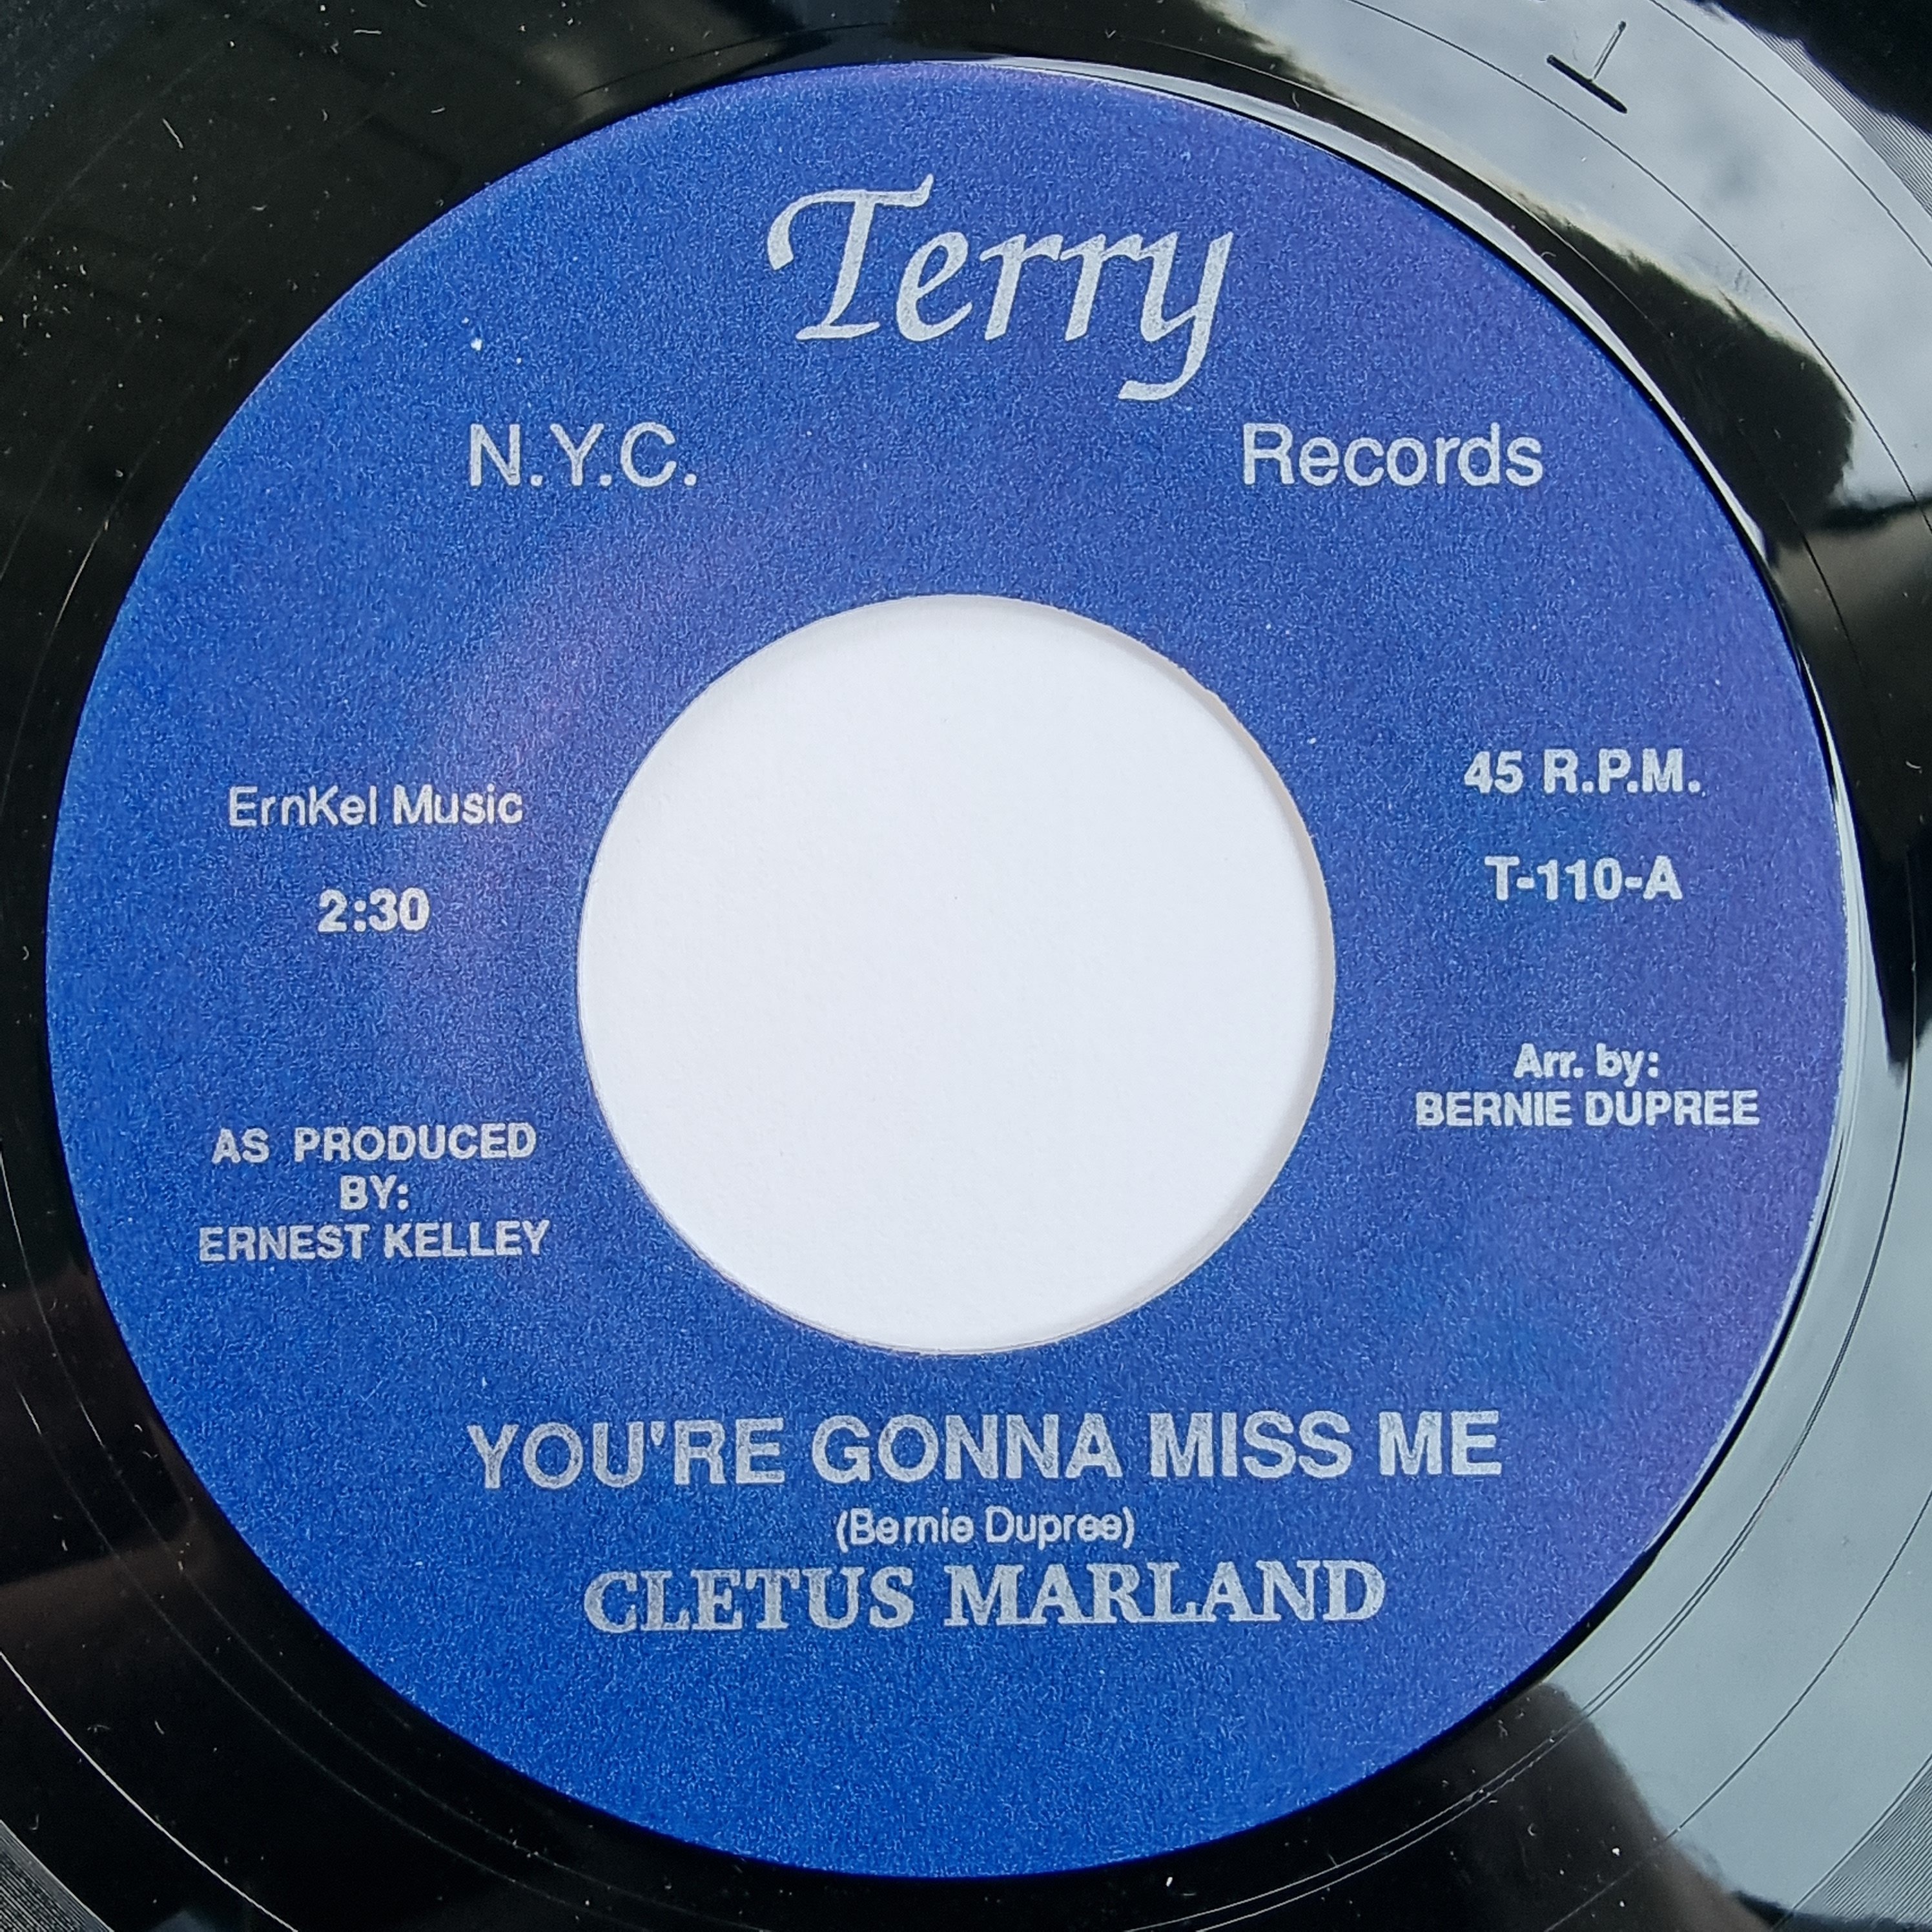 Terry
N.Y.C. Records
ErnKel Music
2:30
AS PRODUCED
BY:
ERNEST KELLEY
45 R.P.M.
T-110-A
Arr. by:
BERNIE DUPREE
YOU'RE GONNA MISS ME
(Bernie Dupree)
CLETUS MARLAND